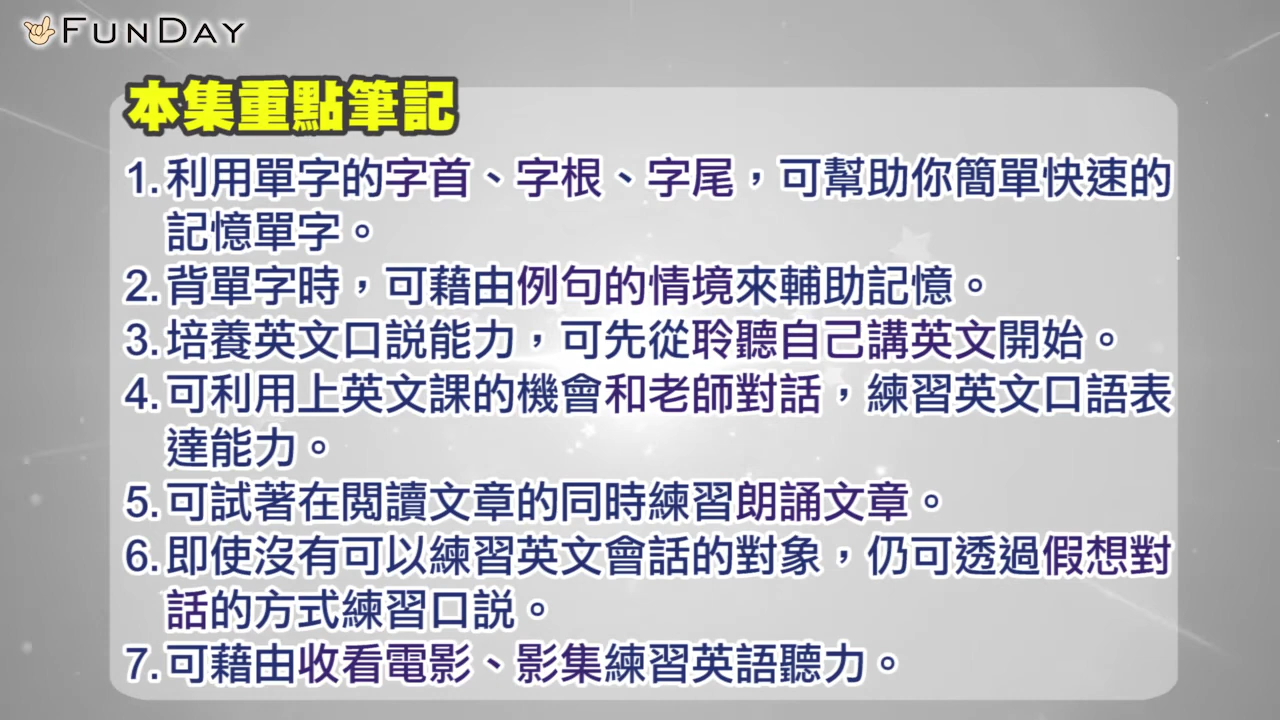 FUNDAY
本集重點筆記
1.利用單字的字首、字根、字尾，可幫助你簡單快速的
記憶單字。
2.背單字時，可藉由例句的情境來輔助記憶。
3.培養英文口說能力，可先從聆聽自己講英文開始。
4.可利用上英文課的機會和老師對話，練習英文口語表
達能力。
5.可試著在閱讀文章的同時練習朗誦文章。
6.即使沒有可以練習英文會話的對象，仍可透過假想對
話的方式練習口說。
7.可藉由收看電影、影集練習英語聽力。